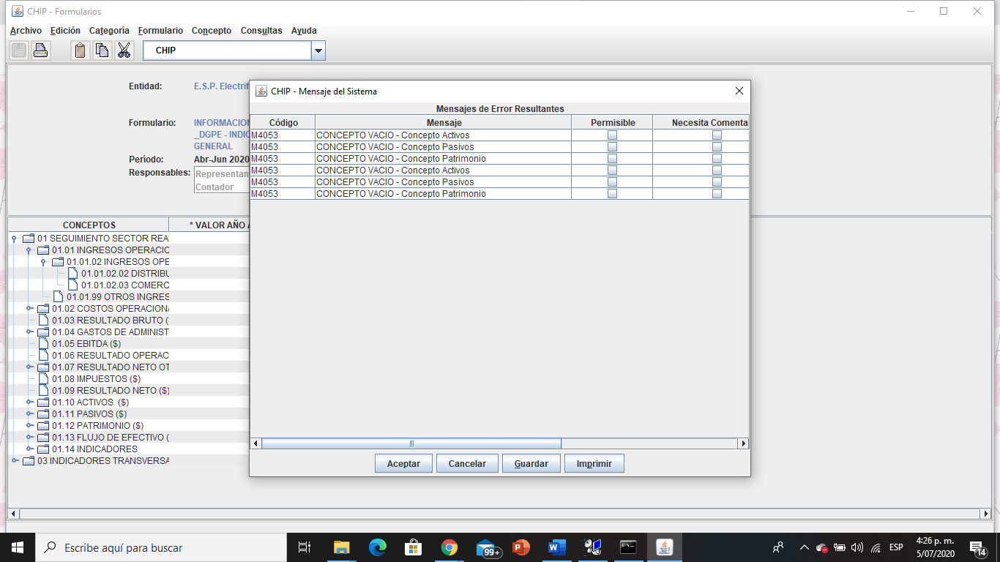 CHIP - Formularios
Archivo Edición Categoría Formulario Concepto Consultas Ayuda
CHIP
Entidad: E.S.P. Electrif
Formulario: INFORMACION
_DGPE - INDIC
GENERAL
Período: Abr-Jun 2020
Responsables: Representan
Contador
CONCEPTOS * VALOR AÑO A
01 SEGUIMIENTO SECTOR REA
01.01 INGRESOS OPERACIO
01.01.02 INGRESOS OPE
01.01.02.02 DISTRIBU
01.01.02.03 COMERC
01.01.99 OTROS INGRES
01.02 COSTOS OPERACIONA
01.03 RESULTADO BRUTO (
01.04 GASTOS DE ADMINIST
01.05 EBITDA ($)
01.06 RESULTADO OPERAC
01.07 RESULTADO NETO OT
01.08 IMPUESTOS ($)
01.09 RESULTADO NETO ($)
01.10 ACTIVOS ($)
01.11 PASIVOS ($)
01.12 PATRIMONIO ($)
01.13 FLUJO DE EFECTIVO (
01.14 INDICADORES
03 INDICADORES TRANSVERSA
CHIP - Mensaje del Sistema
Mensajes de Error Resultantes
Código Mensaje Permisible Necesita Comenta
M4053 CONCEPTO VACIO - Concepto Activos
M4053 CONCEPTO VACIO - Concepto Pasivos
M4053 CONCEPTO VACIO - Concepto Patrimonio
M4053 CONCEPTO VACIO - Concepto Activos
M4053 CONCEPTO VACIO - Concepto Pasivos
M4053 CONCEPTO VACIO - Concepto Patrimonio
Aceptar Cancelar Guardar Imprimir
Escribe aquí para buscar
99+
ESP
4:26 p. m.
5/07/2020
14